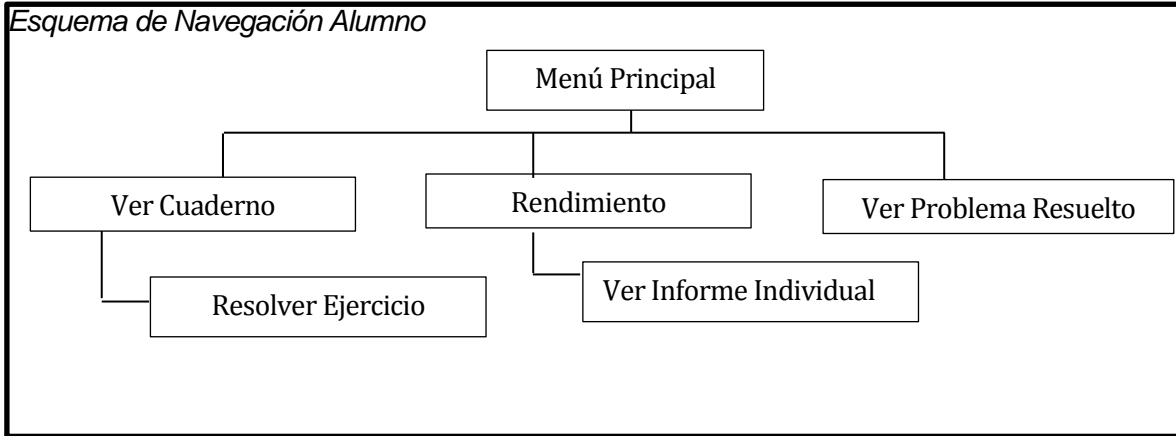 Esquema de Navegación Alumno
Menú Principal
Ver Cuaderno
Rendimiento
Ver Problema Resuelto
Resolver Ejercicio
Ver Informe Individual